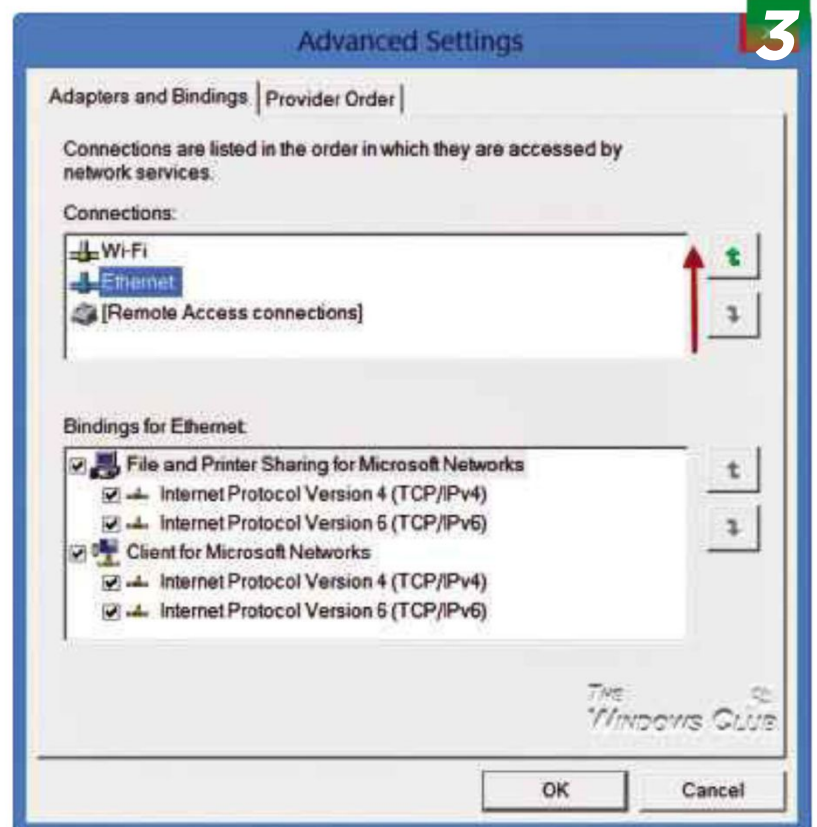 3
Advanced Settings
Adapters and Bindings Provider Order
Connections are listed in the order in which they are accessed by
network services.
Connections:
Wi-Fi
Ethernet
[Remote Access connections]
Bindings for Ethernet:
File and Printer Sharing for Microsoft Networks
Internet Protocol Version 4 (TCP/IPv4)
Internet Protocol Version 6 (TCP/IPv6)
Client for Microsoft Networks
Internet Protocol Version 4 (TCP/IPv4)
Internet Protocol Version 6 (TCP/IPv6)
THE
WINDOWS CLUB
OK Cancel